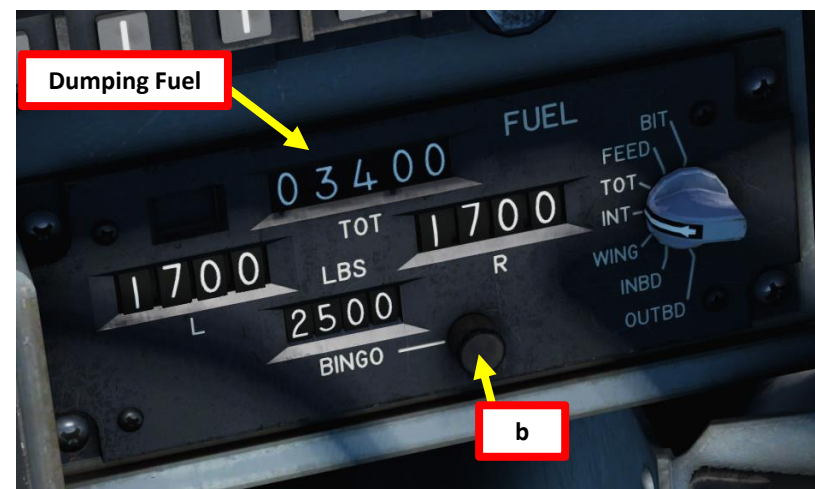 Dumping Fuel
FUEL
BIT
FEED
TOT
INT
WING
INBD
OUTBD
03400
TOT
1700
L
LBS
1700
R
2500
BINGO
b